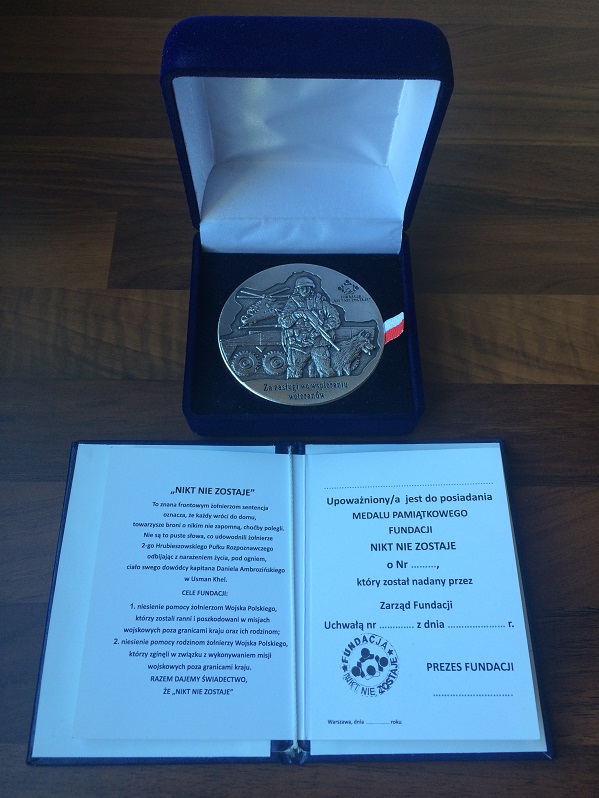 FUNDACJA
Za zasługi we wspieraniu
weteranów
„NIKT NIE ZOSTAJE”
To znana frontowym żołnierzom sentencja
oznacza, że każdy wróci do domu,
towarzysze broni o nikim nie zapomną, choćby polegli.
Nie są to puste słowa, co udowodnili żołnierze
2-go Hrubieszowskiego Pułku Rozpoznawczego
odbijając z narażeniem życia, pod ogniem,
ciało swego dowódcy kapitana Daniela Ambrozińskiego
w Usman Khel.
CELE FUNDACJI:
1. niesienie pomocy żołnierzom Wojska Polskiego,
którzy zostali ranni i poszkodowani w misjach
wojskowych poza granicami kraju oraz ich rodzinom;
2. niesienie pomocy rodzinom żołnierzy Wojska Polskiego,
którzy zginęli w związku z wykonywaniem misji
wojskowych poza granicami kraju.
RAZEM DAJEMY ŚWIADECTWO,
ŻE „NIKT NIE ZOSTAJE”
Upoważniony/a jest do posiadania
MEDALU PAMIĄTKOWEGO
FUNDACJI
NIKT NIE ZOSTAJE
o Nr .........,
który został nadany przez
Zarząd Fundacji
Uchwałą nr ............ z dnia .................... r.
FUNDACJA
NIKT NIE ZOSTAJE
PREZES FUNDACJI
Warszawa, dnia .............. roku